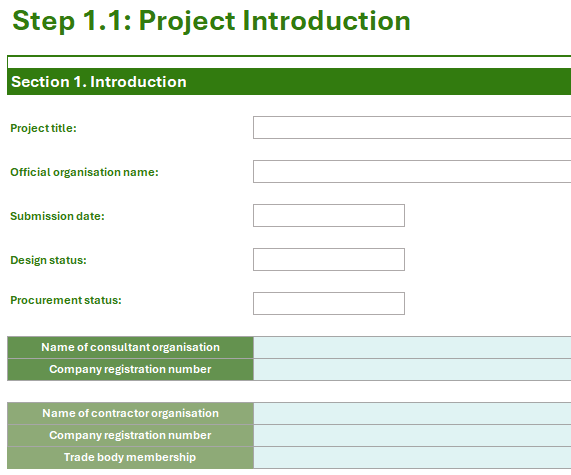 Step 1.1: Project Introduction
Section 1. Introduction
Project title:
Official organisation name:
Submission date:
Design status:
Procurement status:
Name of consultant organisation
Company registration number
Name of contractor organisation
Company registration number
Trade body membership